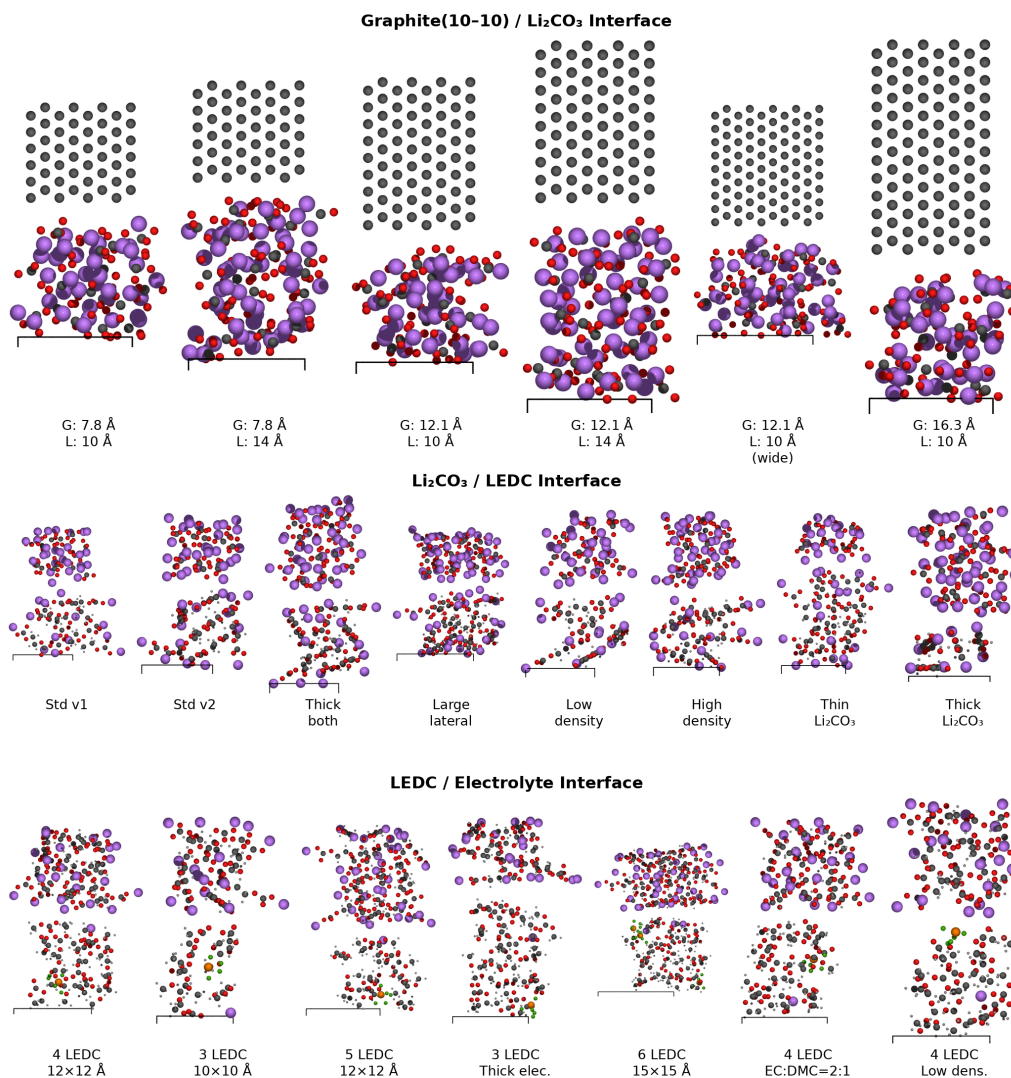 Graphite(10–10) / Li₂CO₃ Interface
G: 7.8 Å
L: 10 Å
G: 7.8 Å
L: 14 Å
G: 12.1 Å
L: 10 Å
G: 12.1 Å
L: 14 Å
G: 12.1 Å
L: 10 Å
(wide)
G: 16.3 Å
L: 10 Å
Li₂CO₃ / LEDC Interface
Std v1
Std v2
Thick
both
Large
lateral
Low
density
High
density
Thin
Li₂CO₃
Thick
Li₂CO₃
LEDC / Electrolyte Interface
4 LEDC
12×12 Å
3 LEDC
10×10 Å
5 LEDC
12×12 Å
3 LEDC
Thick elec.
6 LEDC
15×15 Å
4 LEDC
EC:DMC=2:1
4 LEDC
Low dens.